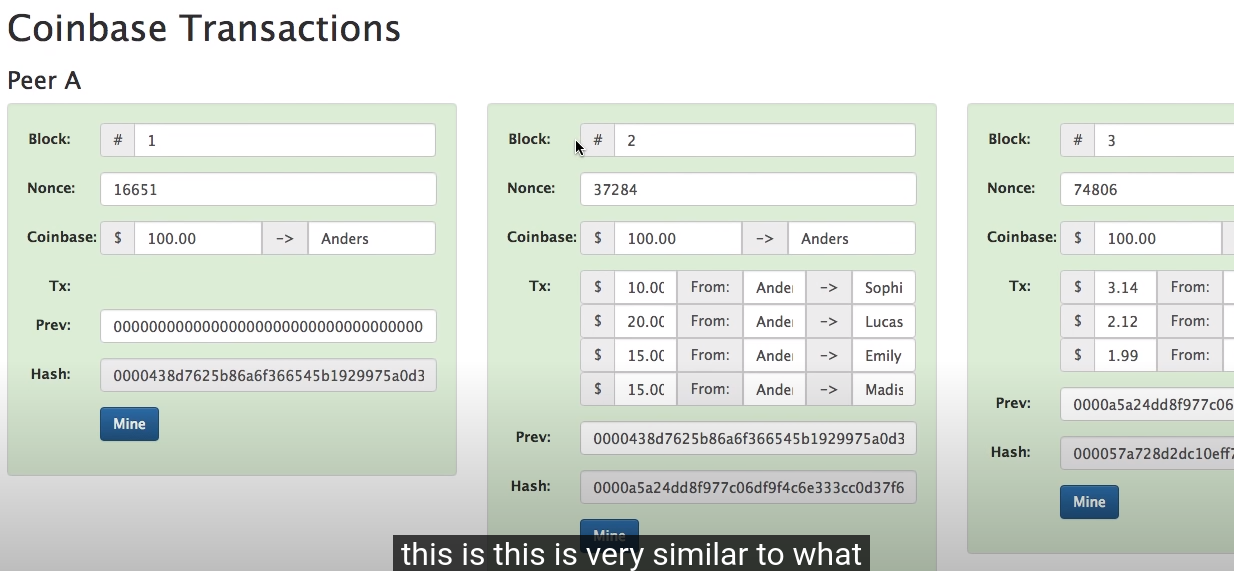 Coinbase Transactions
Peer A
Block: # 1
Nonce: 16651
Coinbase: $ 100.00 -> Anders
Tx:
Prev: 0000000000000000000000000000000000
Hash: 0000438d7625b86a6f366545b1929975a0d3
Mine
Block: # 2
Nonce: 37284
Coinbase: $ 100.00 -> Anders
Tx: $ 10.00 From: Ander -> Sophi
$ 20.00 From: Ander -> Lucas
$ 15.00 From: Ander -> Emily
$ 15.00 From: Ander -> Madis
Prev: 0000438d7625b86a6f366545b1929975a0d3
Hash: 0000a5a24dd8f977c06df9f4c6e333cc0d37f6
Mine
Block: # 3
Nonce: 74806
Coinbase: $ 100.00
Tx: $ 3.14 From:
$ 2.12 From:
$ 1.99 From:
Prev: 0000a5a24dd8f977c06
Hash: 000057a728d2dc10eff7
Mine
this is this is very similar to what